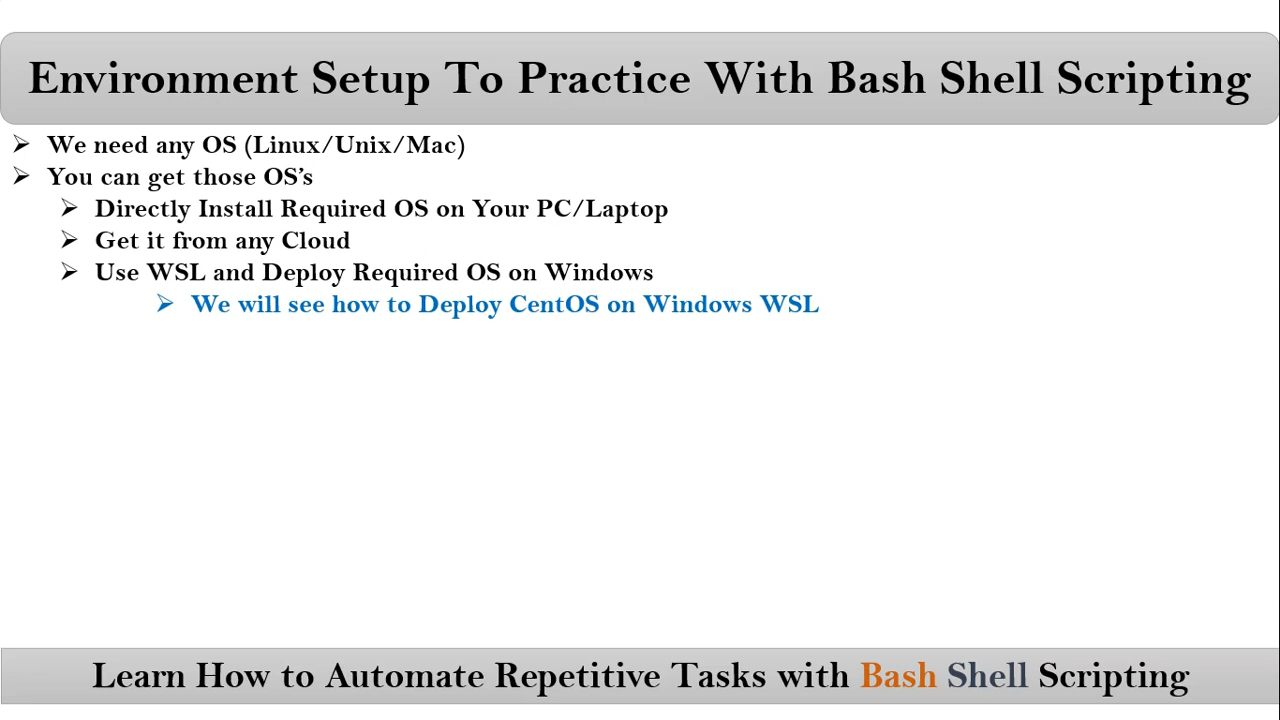 Environment Setup To Practice With Bash Shell Scripting
We need any OS (Linux/Unix/Mac)
You can get those OS’s
Directly Install Required OS on Your PC/Laptop
Get it from any Cloud
Use WSL and Deploy Required OS on Windows
We will see how to Deploy CentOS on Windows WSL
Learn How to Automate Repetitive Tasks with Bash Shell Scripting